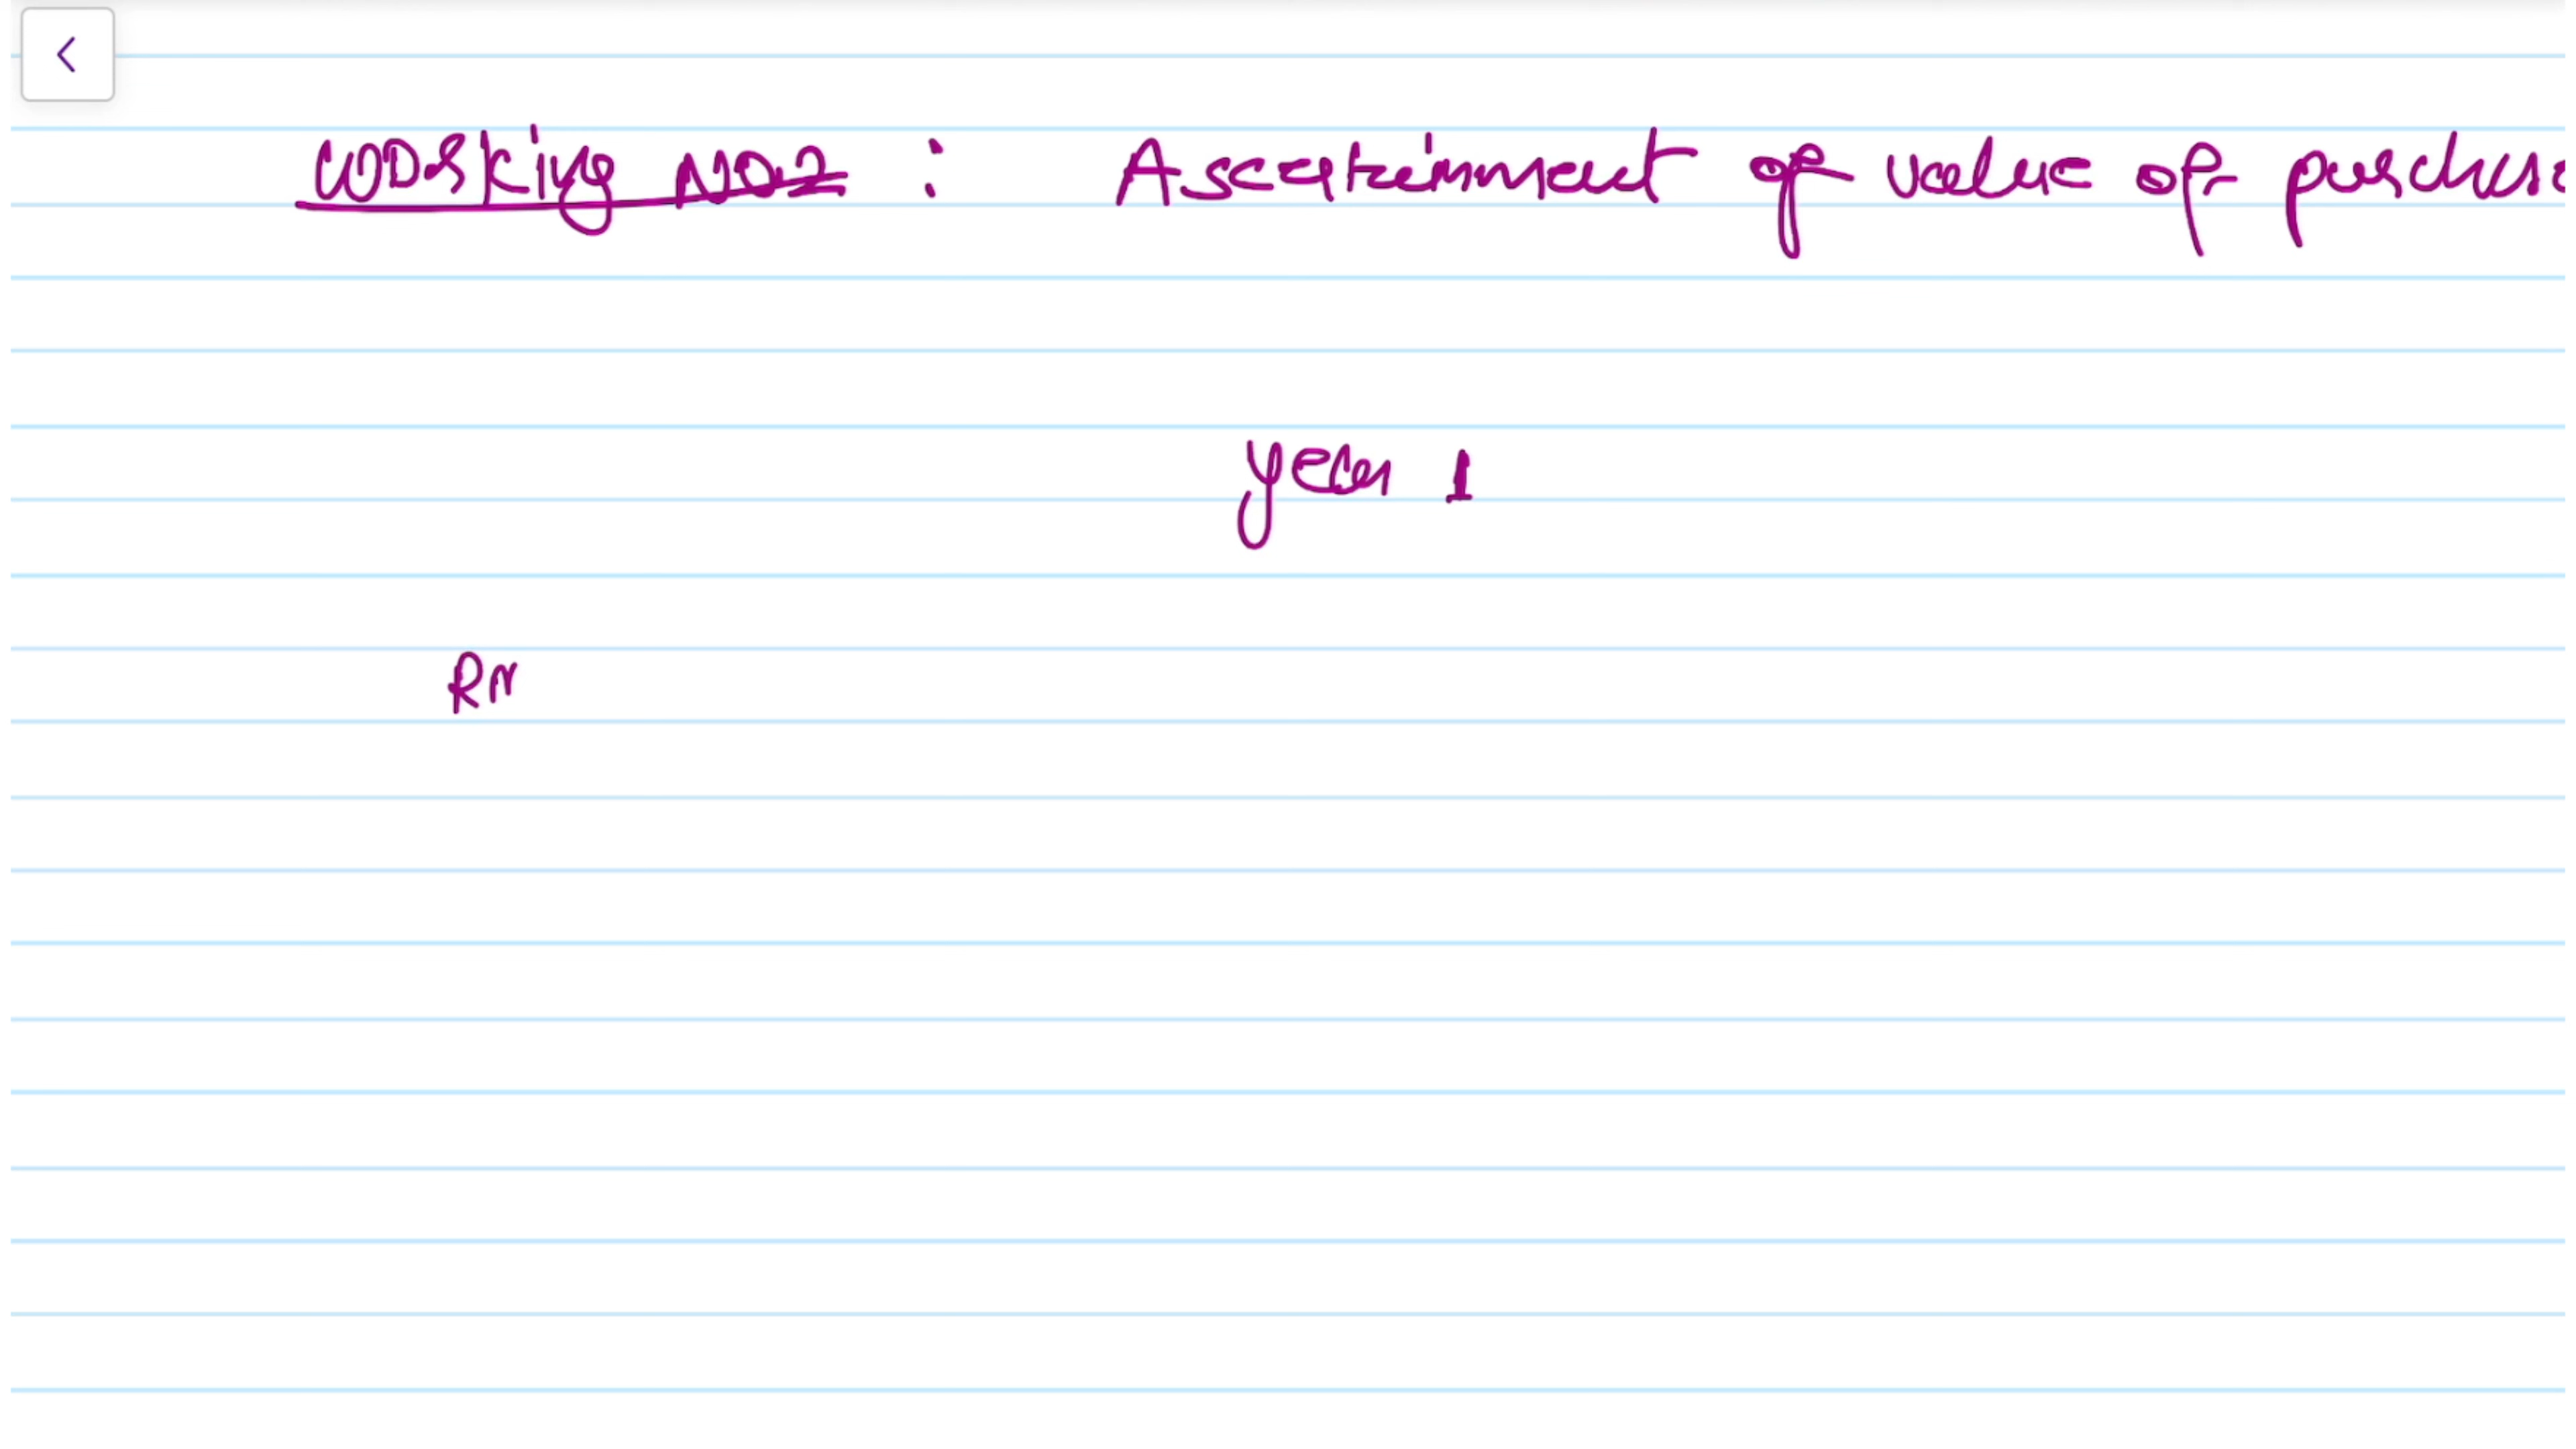 Working No2 : Ascertainment of value of purchase
Year 1
RM